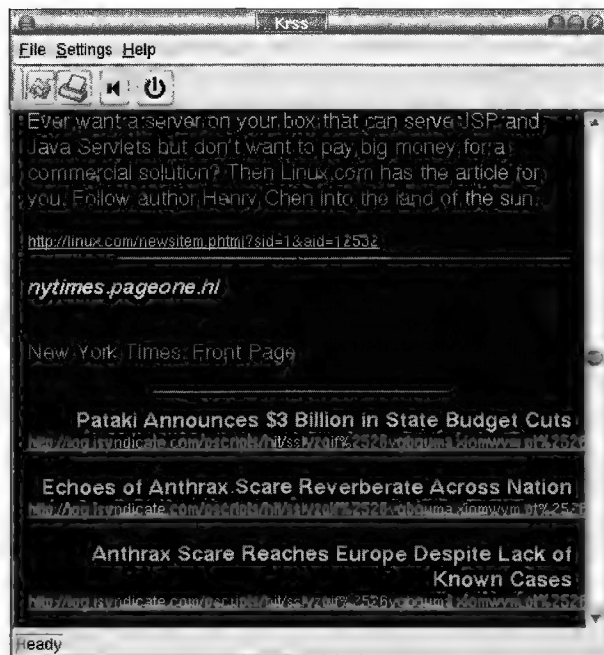 Krss
File Settings Help
Ever want a server on your box that can serve JSP and
Java Servlets but don't want to pay big money for a
commercial solution? Then Linux.com has the article for
you. Follow author Henry Chen into the land of the sun.
http://linux.com/newsitem.phtml?sid=1&aid=12532
nytimes.pageone.hl
New York Times: Front Page
Pataki Announces $3 Billion in State Budget Cuts
Echoes of Anthrax Scare Reverberate Across Nation
Anthrax Scare Reaches Europe Despite Lack of
Known Cases
Ready